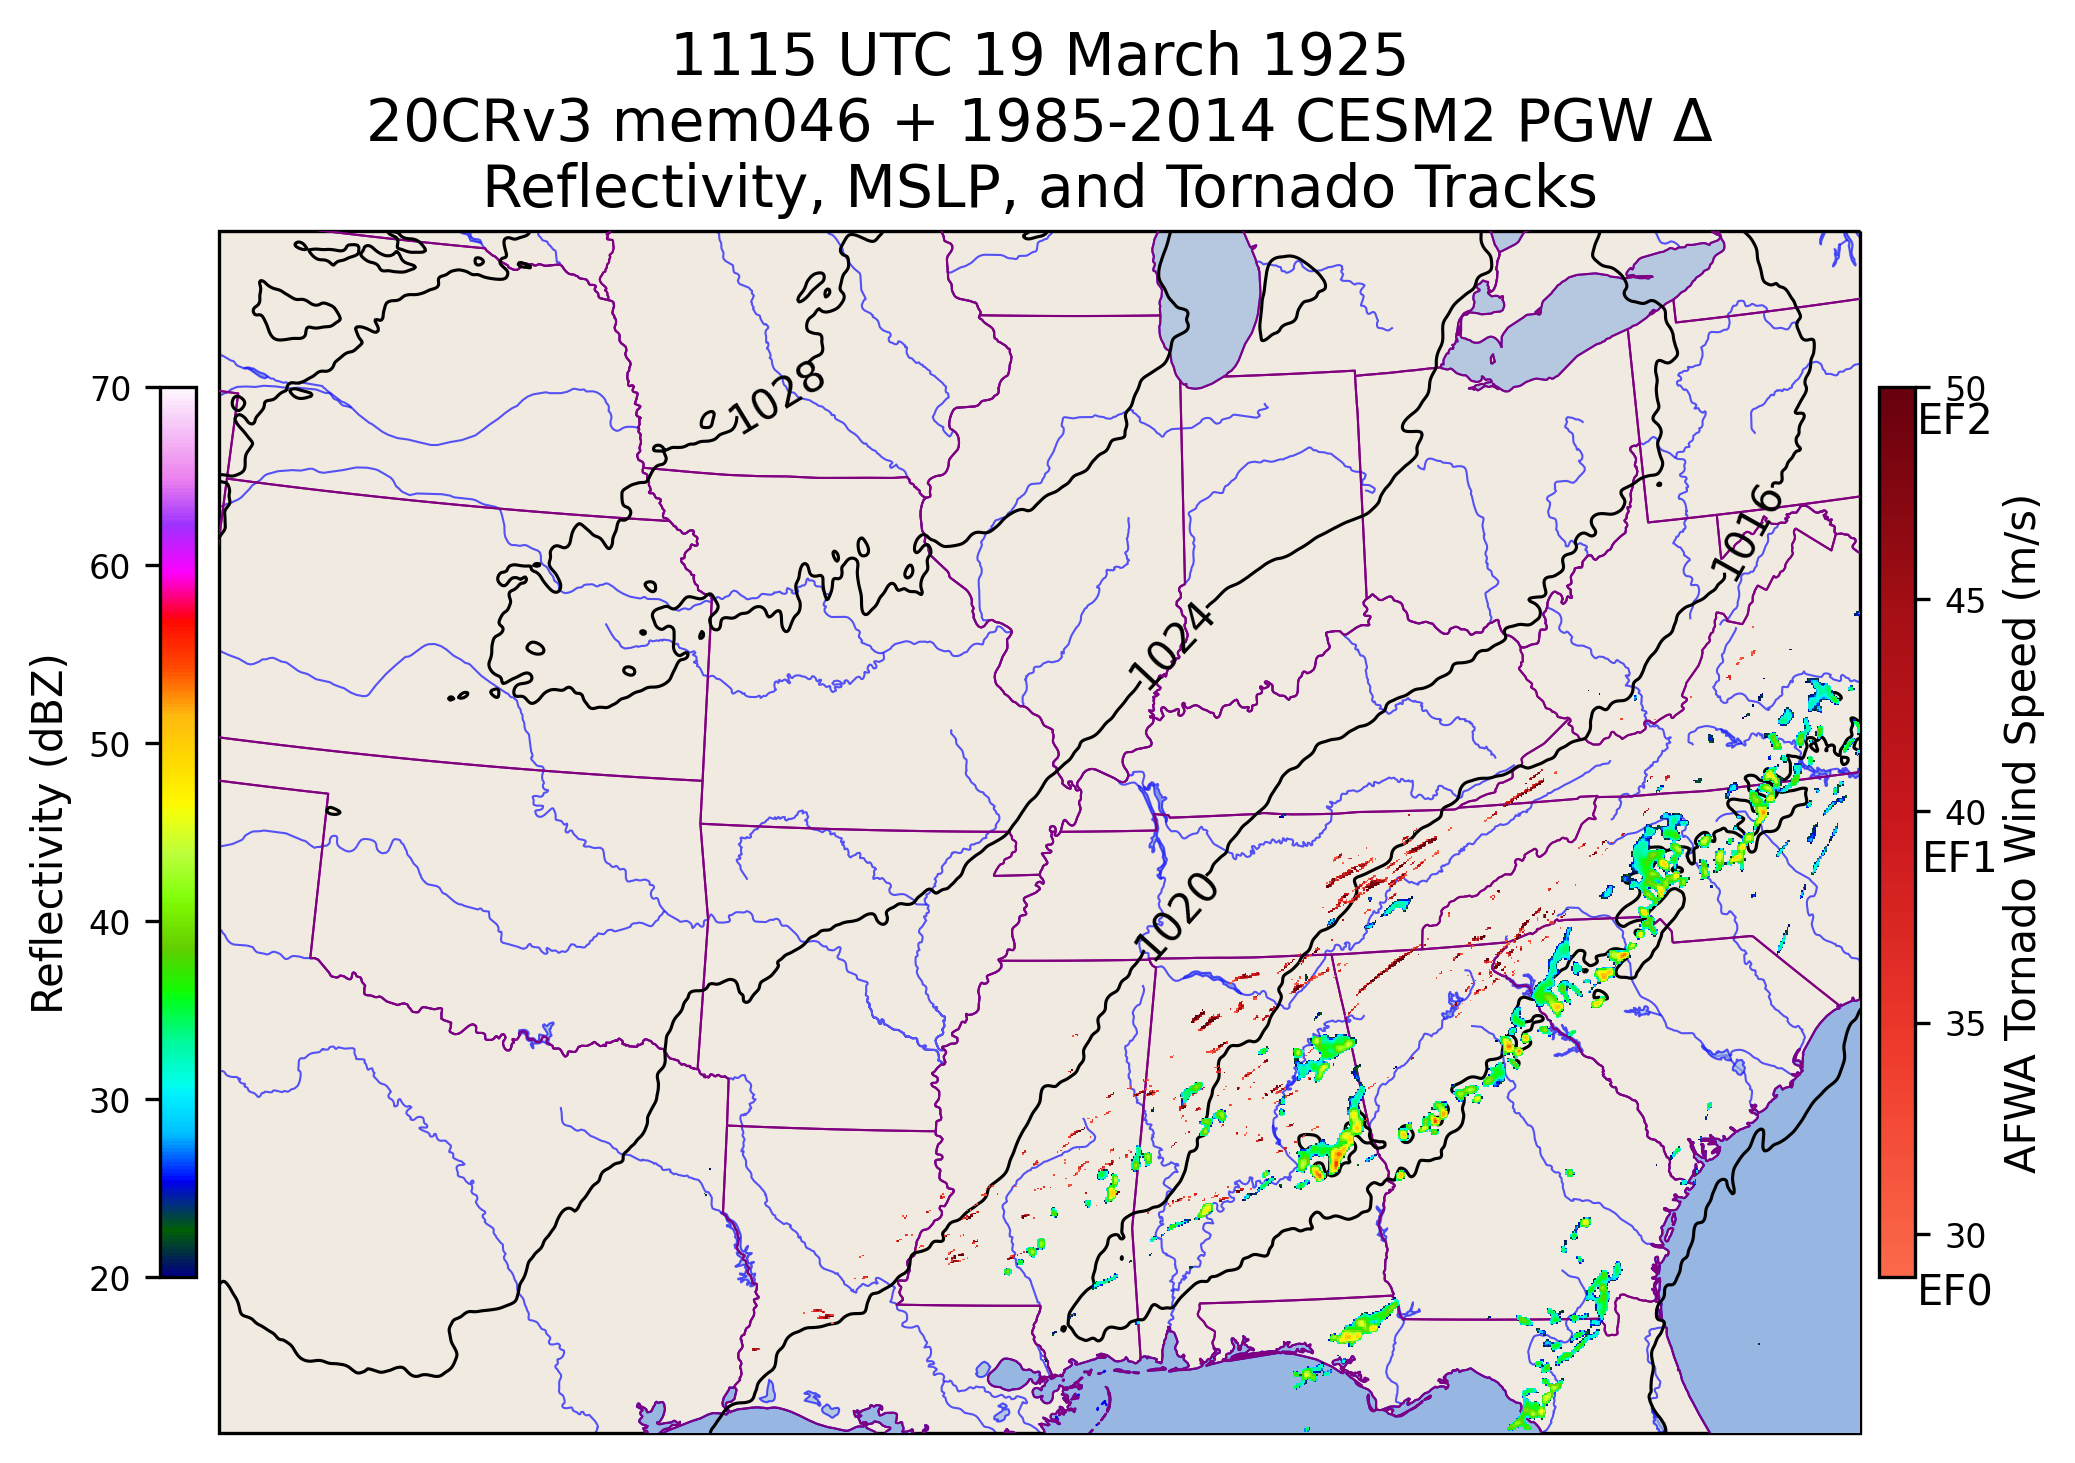 1115 UTC 19 March 1925
20CRv3 mem046 + 1985-2014 CESM2 PGW Δ
Reflectivity, MSLP, and Tornado Tracks
Reflectivity (dBZ)
70
60
50
40
30
20
1028
1024
1020
1016
50
EF2
45
40
EF1
35
30
EF0
AFWA Tornado Wind Speed (m/s)